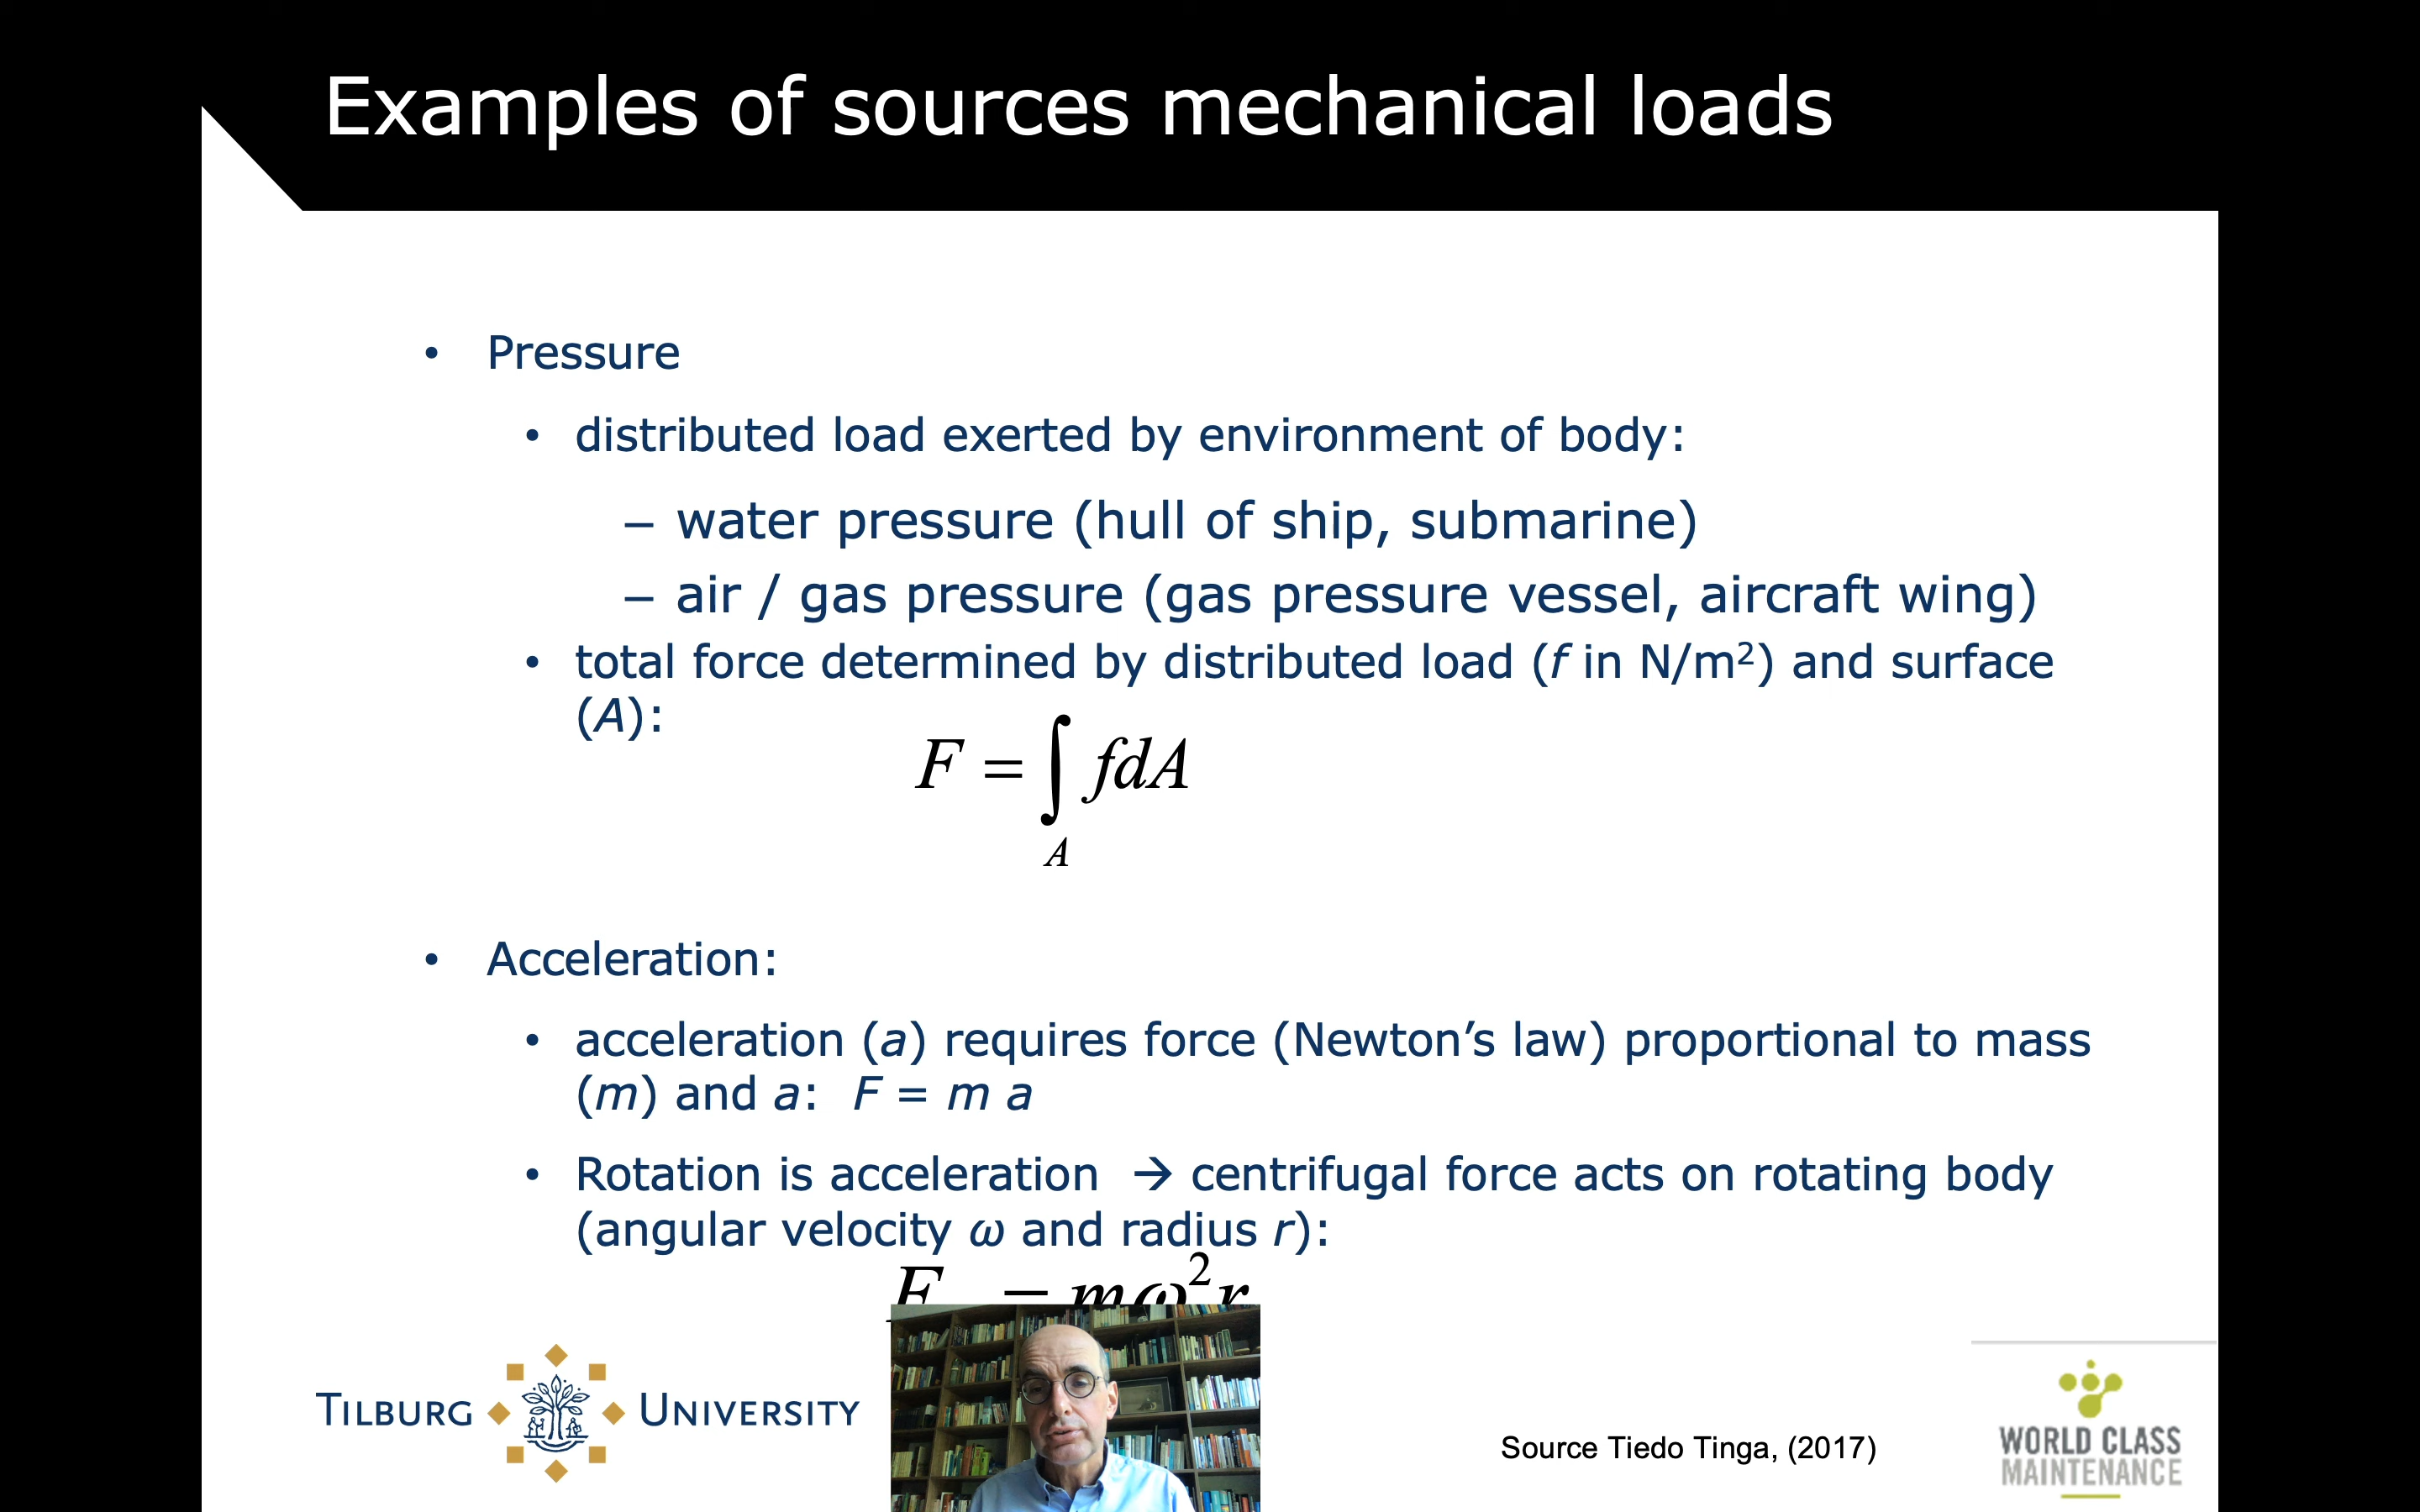 Examples of sources mechanical loads
• Pressure
• distributed load exerted by environment of body:
– water pressure (hull of ship, submarine)
– air / gas pressure (gas pressure vessel, aircraft wing)
• total force determined by distributed load (f in N/m²) and surface
(A):
F = ∫ fdA
A
• Acceleration:
• acceleration (a) requires force (Newton’s law) proportional to mass
(m) and a: F = m a
• Rotation is acceleration → centrifugal force acts on rotating body
(angular velocity ω and radius r):
F = mω²r
TILBURG UNIVERSITY
Source Tiedo Tinga, (2017)
WORLD CLASS
MAINTENANCE